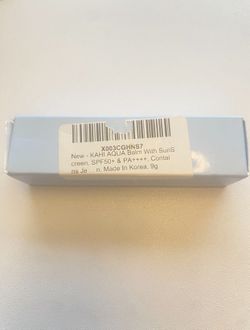 X003CGHNS7
New - KAHI AQUA Balm With SunS
creen, SPF50+ & PA++++, Contai
ns Je ... n, Made in Korea, 9g